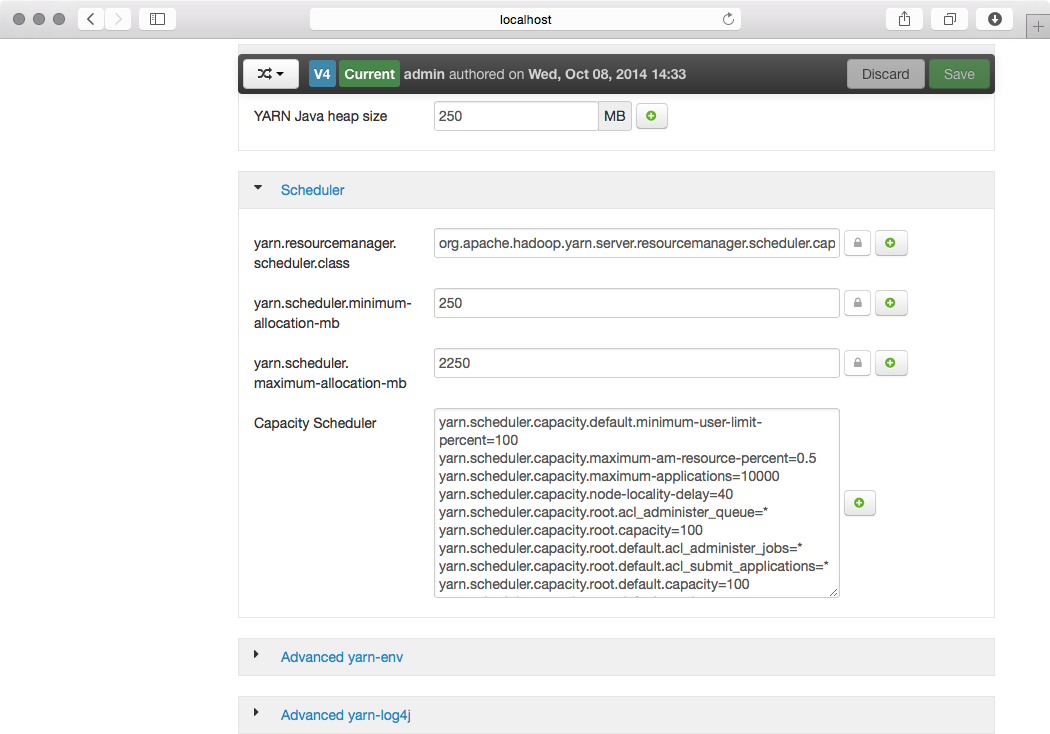 localhost
V4 Current admin authored on Wed, Oct 08, 2014 14:33 Discard Save
YARN Java heap size 250 MB
Scheduler
yarn.resourcemanager.
scheduler.class
org.apache.hadoop.yarn.server.resourcemanager.scheduler.cap
yarn.scheduler.minimum-
allocation-mb
250
yarn.scheduler.
maximum-allocation-mb
2250
Capacity Scheduler
yarn.scheduler.capacity.default.minimum-user-limit-
percent=100
yarn.scheduler.capacity.maximum-am-resource-percent=0.5
yarn.scheduler.capacity.maximum-applications=10000
yarn.scheduler.capacity.node-locality-delay=40
yarn.scheduler.capacity.root.acl_administer_queue=*
yarn.scheduler.capacity.root.capacity=100
yarn.scheduler.capacity.root.default.acl_administer_jobs=*
yarn.scheduler.capacity.root.default.acl_submit_applications=*
yarn.scheduler.capacity.root.default.capacity=100
Advanced yarn-env
Advanced yarn-log4j